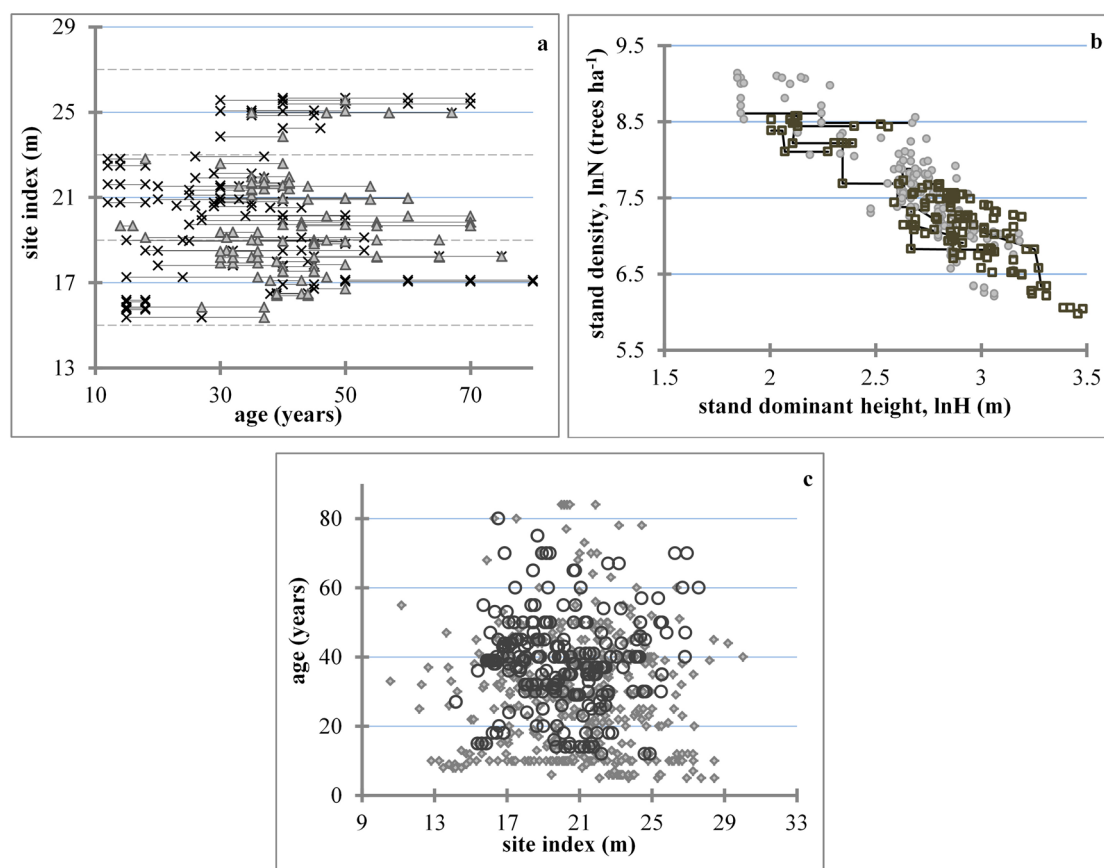 a
29
25
21
17
13
10 30 50 70
age (years)
site index (m)
b
9.5
8.5
7.5
6.5
5.5
1.5 2 2.5 3 3.5
stand dominant height, lnH (m)
stand density, lnN (trees ha⁻¹)
c
80
60
40
20
0
9 13 17 21 25 29 33
site index (m)
age (years)